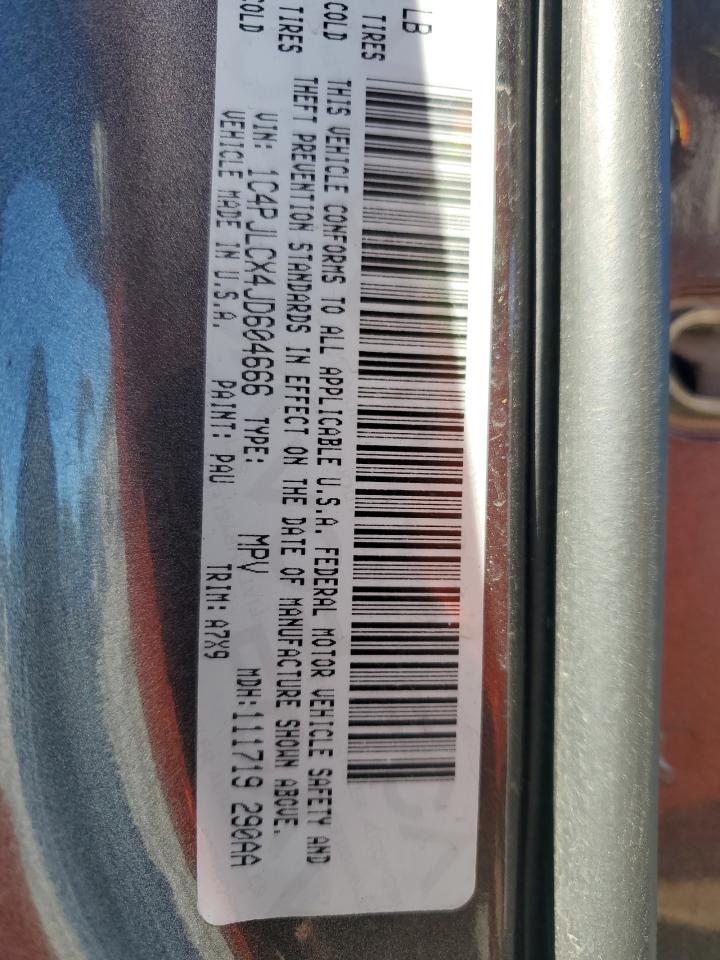 LB
TIRES
COLD
TIRES
COLD
THIS VEHICLE CONFORMS TO ALL APPLICABLE U.S.A. FEDERAL MOTOR VEHICLE SAFETY AND
THEFT PREVENTION STANDARDS IN EFFECT ON THE DATE OF MANUFACTURE SHOWN ABOVE.
VIN: 1C4PJLCX4JD604666 TYPE: MPV MDH:111719 290AA
VEHICLE MADE IN U.S.A. PAINT: PAU TRIM: A7X9